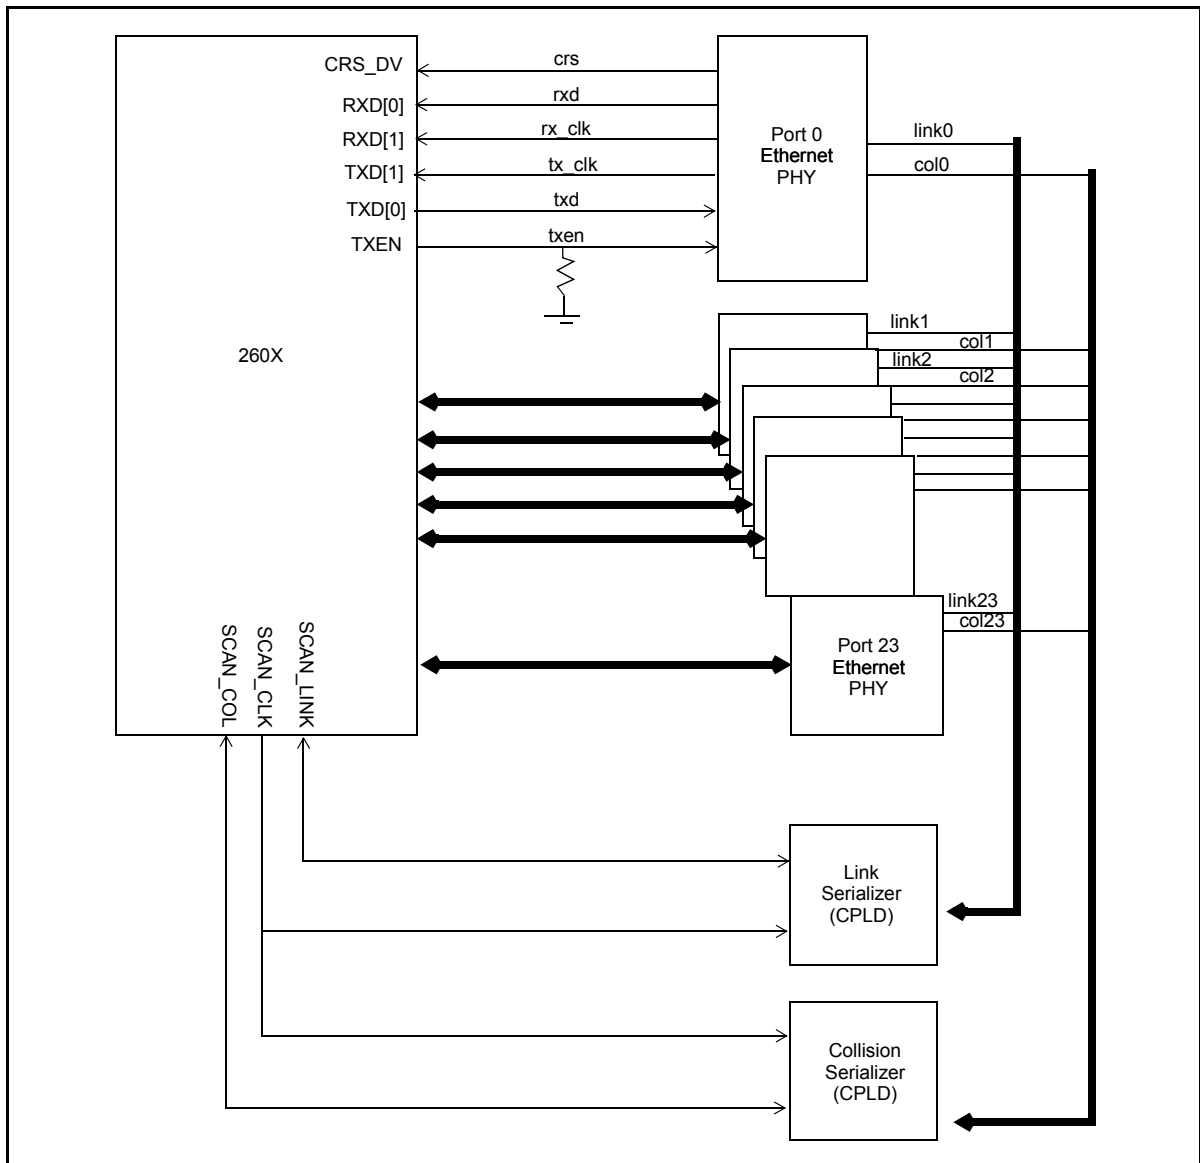 CRS_DV
crs
RXD[0]
rxd
RXD[1]
rx_clk
TXD[1]
tx_clk
TXD[0]
txd
TXEN
txen
Port 0
Ethernet
PHY
link0
col0
260X
link1
col1
link2
col2
link23
col23
Port 23
Ethernet
PHY
SCAN_COL
SCAN_CLK
SCAN_LINK
Link
Serializer
(CPLD)
Collision
Serializer
(CPLD)